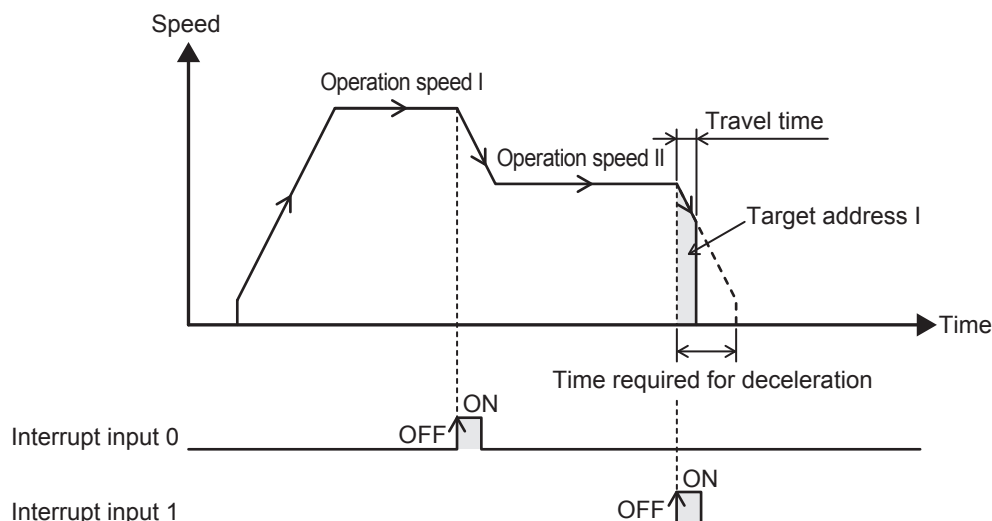 Speed
Operation speed I
Travel time
Operation speed II
Target address I
Time
Time required for deceleration
ON
Interrupt input 0
OFF
ON
OFF
Interrupt input 1